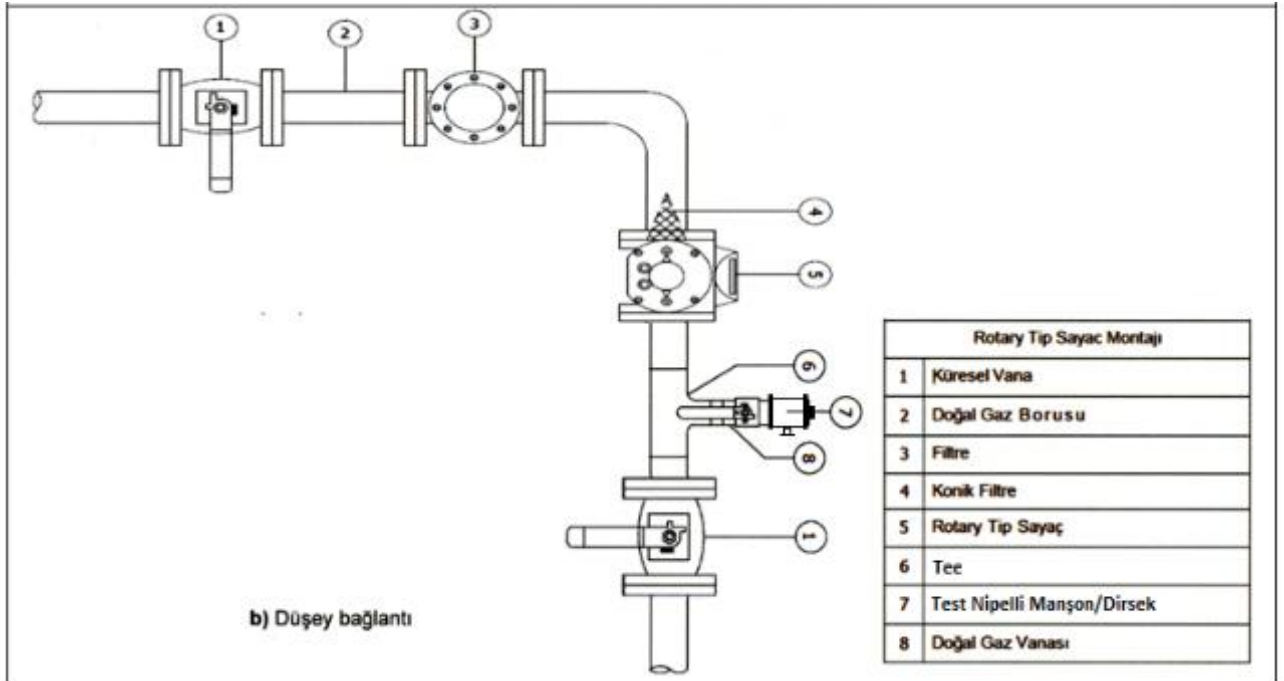 1
2
3
A
4
5
6
7
8
1
b) Düşey bağlantı
Rotary Tip Sayac Montajı
1 Küresel Vana
2 Doğal Gaz Borusu
3 Filtre
4 Konik Filtre
5 Rotary Tip Sayaç
6 Tee
7 Test Nipelli Manşon/Dirsek
8 Doğal Gaz Vanası